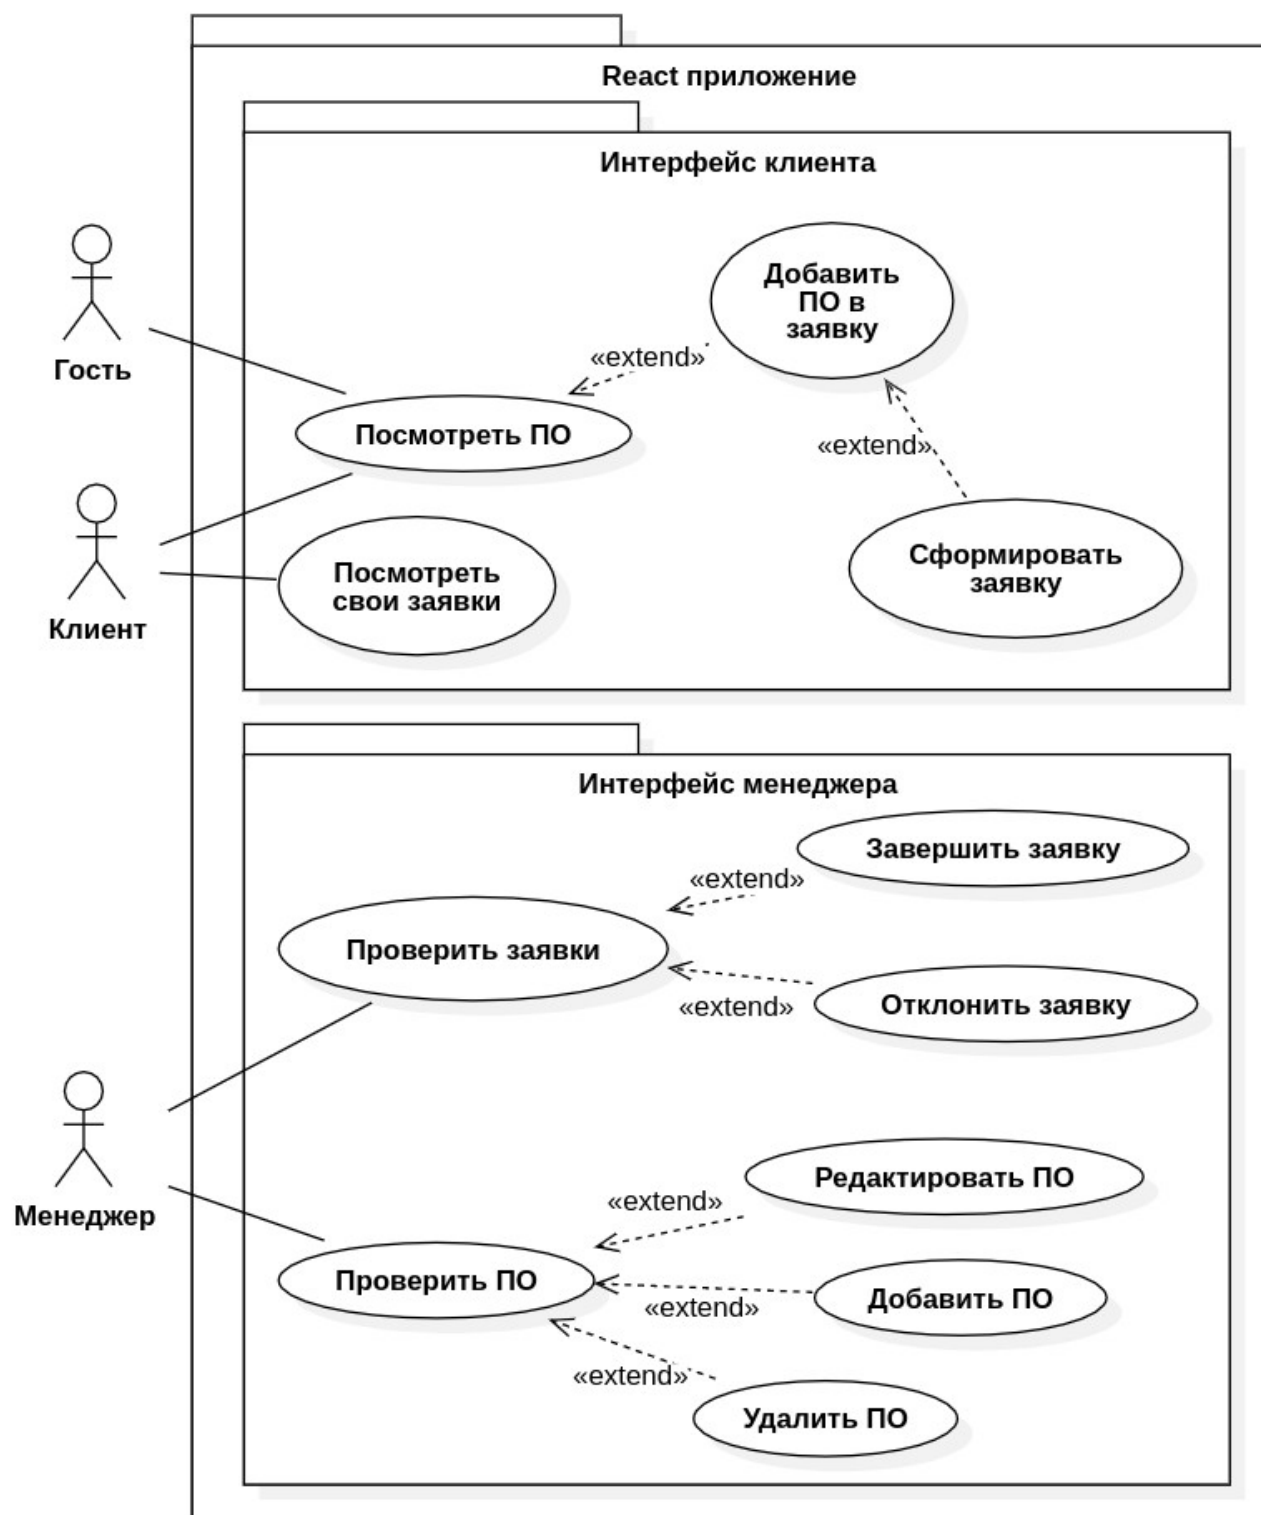 React приложение
Интерфейс клиента
Добавить
ПО в
заявку
«extend»
Гость
Посмотреть ПО
«extend»
Посмотреть
свои заявки
Сформировать
заявку
Клиент
Интерфейс менеджера
Завершить заявку
«extend»
Проверить заявки
Отклонить заявку
«extend»
Редактировать ПО
«extend»
Менеджер
Проверить ПО
Добавить ПО
«extend»
«extend»
Удалить ПО